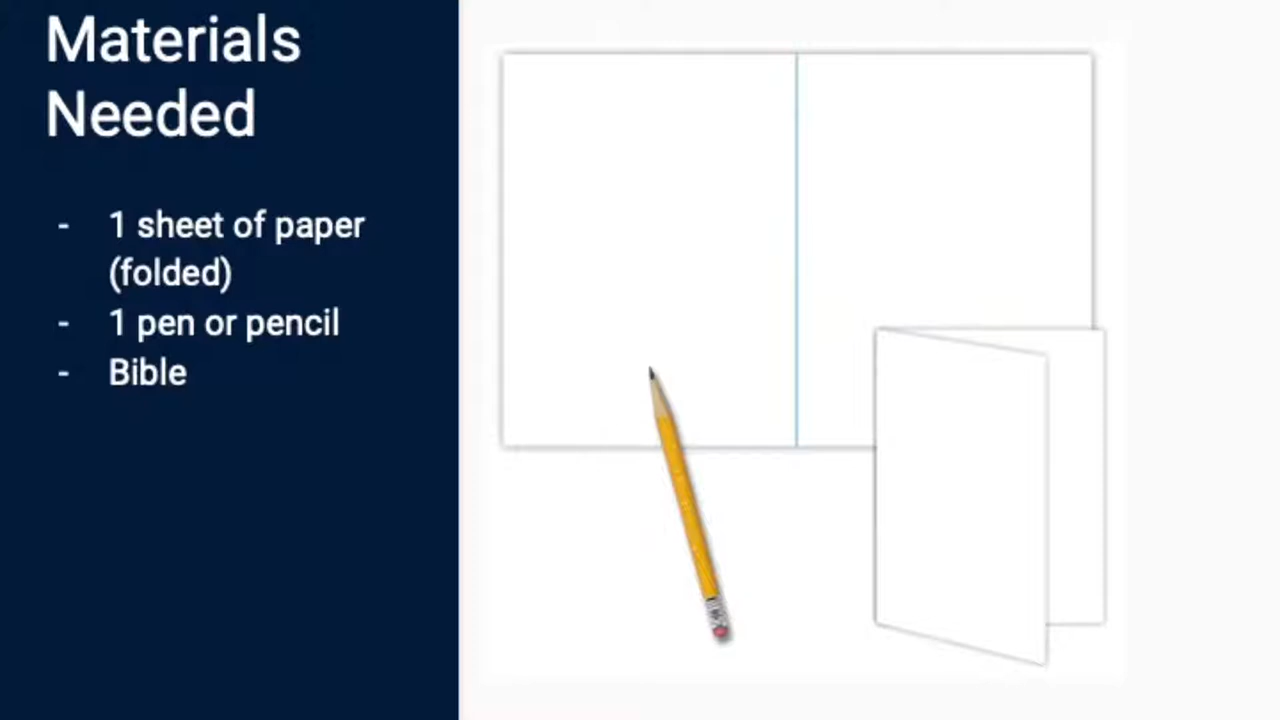 Materials
Needed
- 1 sheet of paper
(folded)
- 1 pen or pencil
- Bible